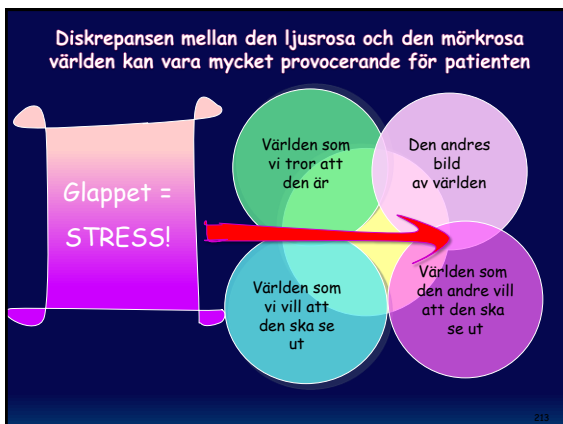 Diskrepansen mellan den ljusrosa och den mörkrosa
världen kan vara mycket provocerande för patienten
Glappet =
STRESS!
Världen som
vi tror att
den är
Den andres
bild
av världen
Världen som
vi vill att
den ska se
ut
Världen som
den andre vill
att den ska
se ut
213